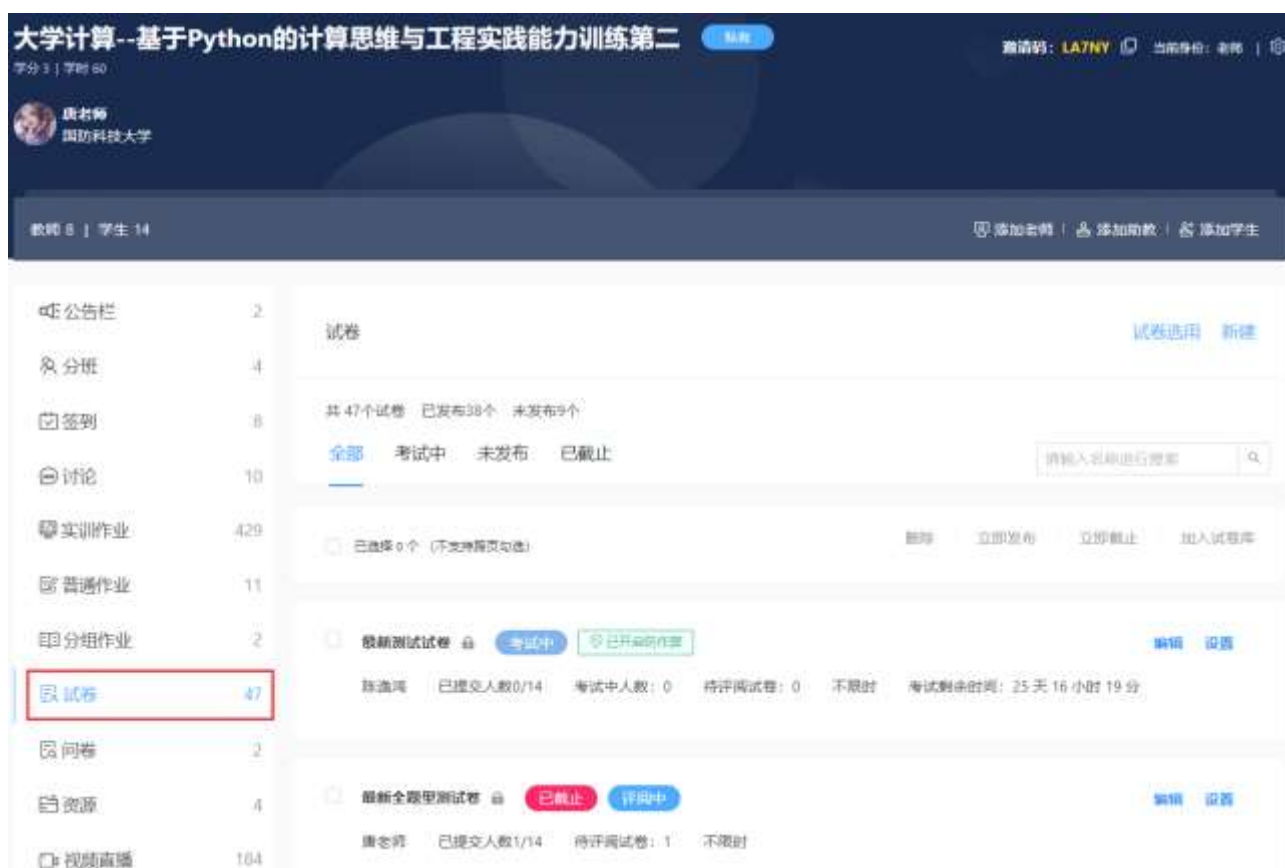 大学计算--基于Python的计算思维与工程实践能力训练第二
邀请码：LA7NY 当前身份：老师 |
学分 3 | 学时 60
唐老师
国防科技大学
教师 8 | 学生 14
添加老师 | 添加助教 | 添加学生
公告栏 2
分班 4
签到 8
讨论 10
实训作业 429
普通作业 11
分组作业 2
试卷 47
问卷 2
资源 4
视频直播 104
试卷 试卷选用 新建
共 47个试卷 已发布38个 未发布9个
全部 考试中 未发布 已截止
请输入名称进行搜索
已选择 0 个 (不支持跨页勾选)
删除 立即发布 立即截止 加入试卷库
最新测试试卷 考试中 已开启防作弊 编辑 设置
陈逸鸿 已提交人数0/14 考试中人数：0 待评阅试卷：0 不限时 考试剩余时间：25 天 16 小时 19 分
最新全题型测试卷 已截止 评阅中 编辑 设置
唐老师 已提交人数1/14 待评阅试卷：1 不限时